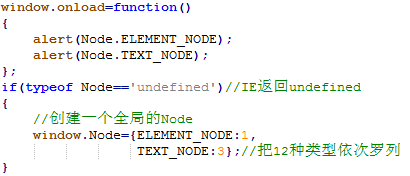 window.onload=function()
{
    alert(Node.ELEMENT_NODE);
    alert(Node.TEXT_NODE);
};
if(typeof Node=='undefined')//IE返回undefined
{
    //创建一个全局的Node
    window.Node={ELEMENT_NODE:1,
                 TEXT_NODE:3};//把12种类型依次罗列
}